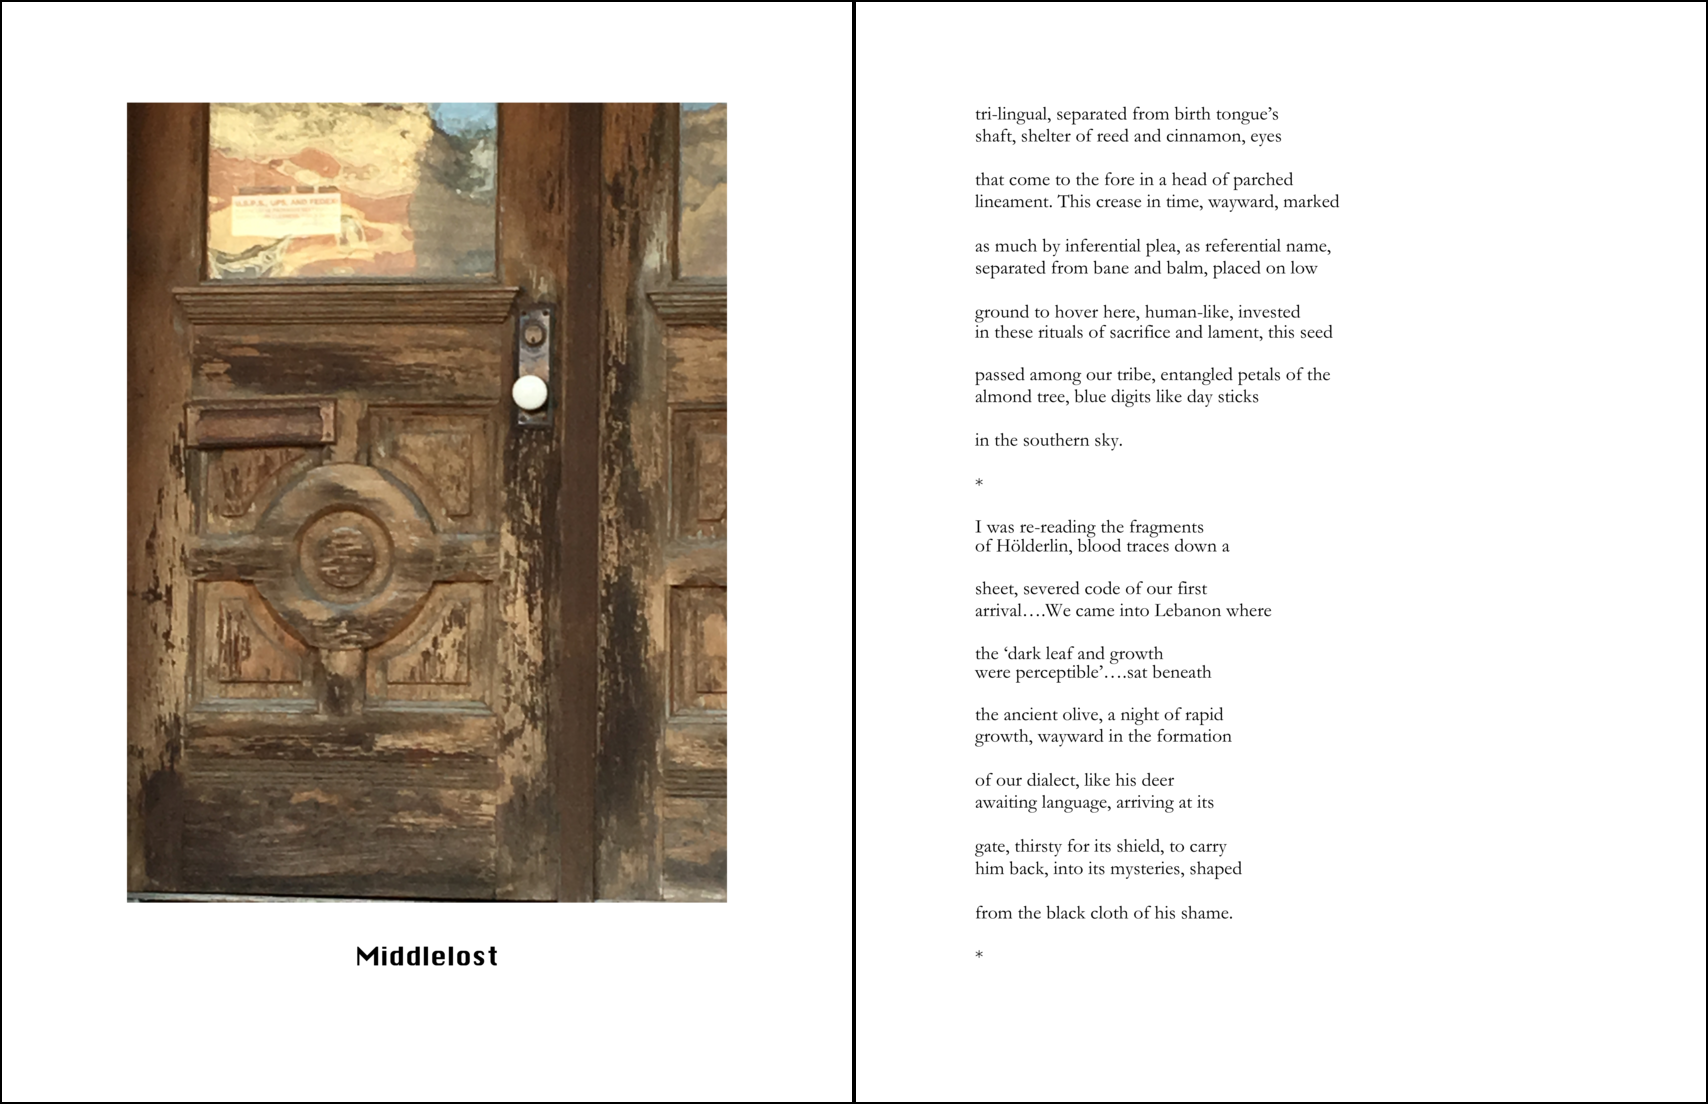 U.S.P.S., UPS, AND FEDEX
Middlelost
tri-lingual, separated from birth tongue’s
shaft, shelter of reed and cinnamon, eyes
that come to the fore in a head of parched
lineament. This crease in time, wayward, marked
as much by inferential plea, as referential name,
separated from bane and balm, placed on low
ground to hover here, human-like, invested
in these rituals of sacrifice and lament, this seed
passed among our tribe, entangled petals of the
almond tree, blue digits like day sticks
in the southern sky.
*
I was re-reading the fragments
of Hölderlin, blood traces down a
sheet, severed code of our first
arrival….We came into Lebanon where
the ‘dark leaf and growth
were perceptible’….sat beneath
the ancient olive, a night of rapid
growth, wayward in the formation
of our dialect, like his deer
awaiting language, arriving at its
gate, thirsty for its shield, to carry
him back, into its mysteries, shaped
from the black cloth of his shame.
*